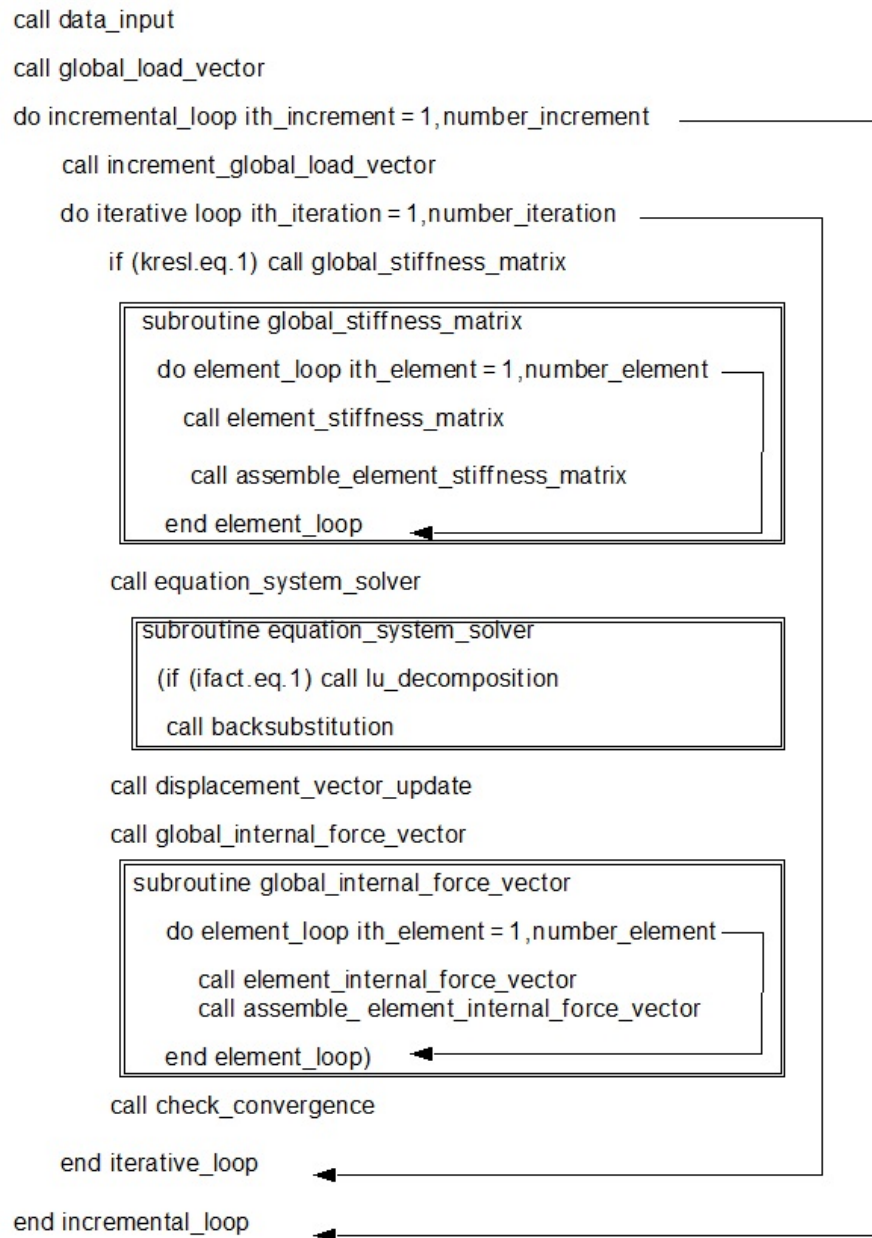 call data_input
call global_load_vector
do incremental_loop ith_increment = 1,number_increment
call increment_global_load_vector
do iterative loop ith_iteration = 1,number_iteration
if (kresl.eq.1) call global_stiffness_matrix
subroutine global_stiffness_matrix
do element_loop ith_element = 1,number_element
call element_stiffness_matrix
call assemble_element_stiffness_matrix
end element_loop
call equation_system_solver
subroutine equation_system_solver
(if (ifact.eq.1) call lu_decomposition
call backsubstitution
call displacement_vector_update
call global_internal_force_vector
subroutine global_internal_force_vector
do element_loop ith_element = 1,number_element
call element_internal_force_vector
call assemble_ element_internal_force_vector
end element_loop)
call check_convergence
end iterative_loop
end incremental_loop